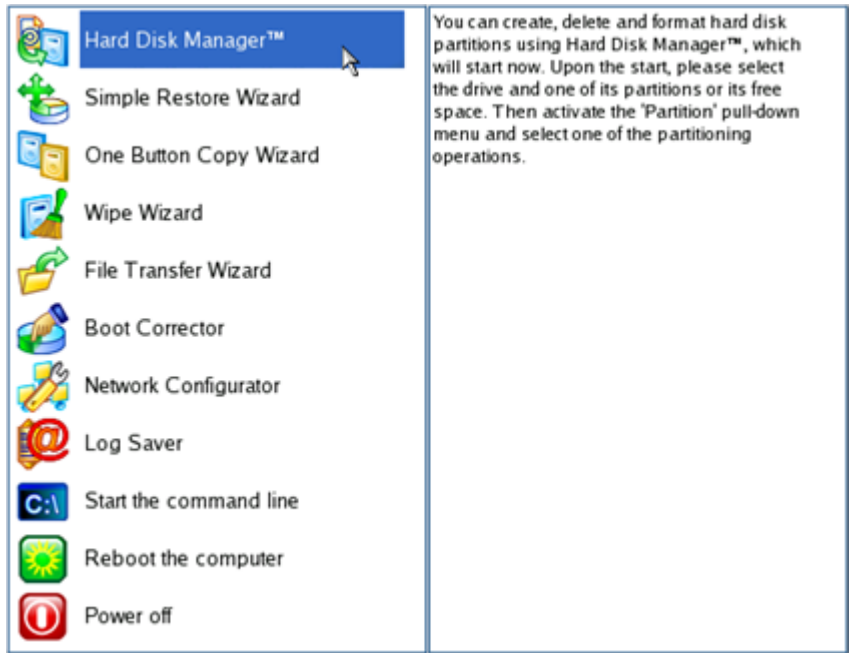 Hard Disk Manager™
Simple Restore Wizard
One Button Copy Wizard
Wipe Wizard
File Transfer Wizard
Boot Corrector
Network Configurator
Log Saver
C:\
Start the command line
Reboot the computer
Power off
You can create, delete and format hard disk
partitions using Hard Disk Manager™, which
will start now. Upon the start, please select
the drive and one of its partitions or its free
space. Then activate the 'Partition' pull-down
menu and select one of the partitioning
operations.